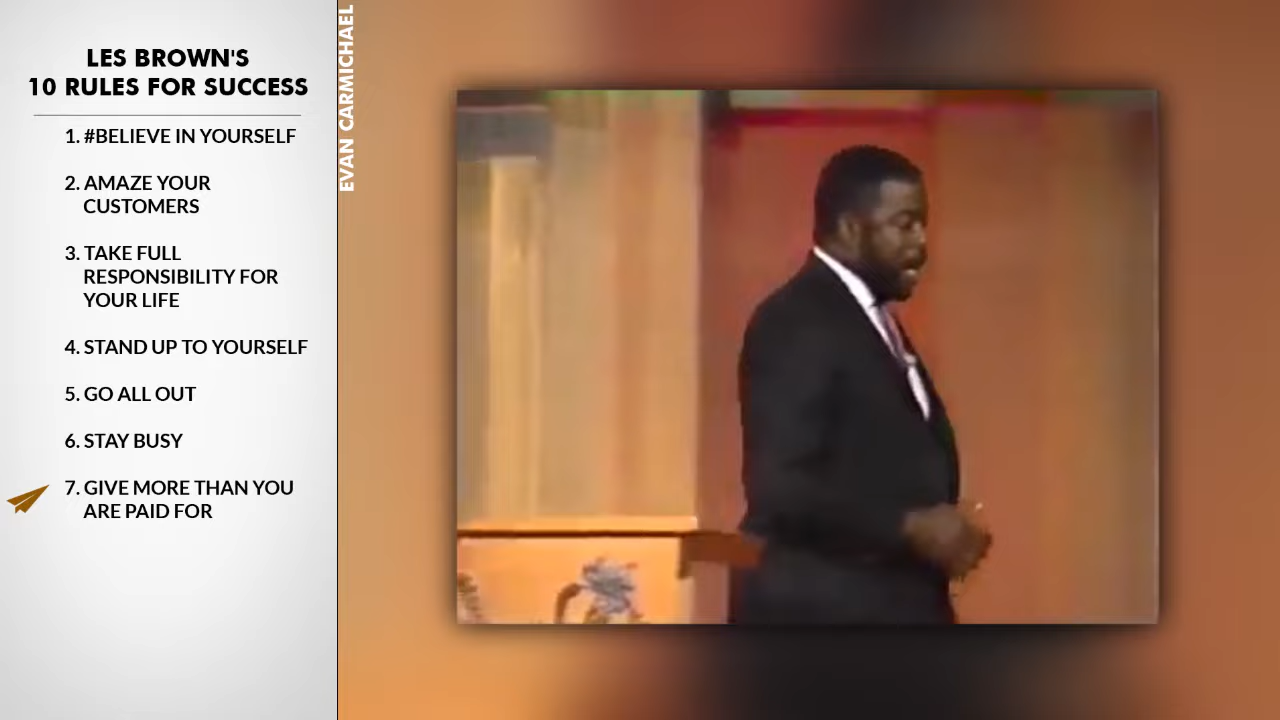 LES BROWN'S
10 RULES FOR SUCCESS
1. #BELIEVE IN YOURSELF
2. AMAZE YOUR
CUSTOMERS
3. TAKE FULL
RESPONSIBILITY FOR
YOUR LIFE
4. STAND UP TO YOURSELF
5. GO ALL OUT
6. STAY BUSY
7. GIVE MORE THAN YOU
ARE PAID FOR
EVAN CARMICHAEL